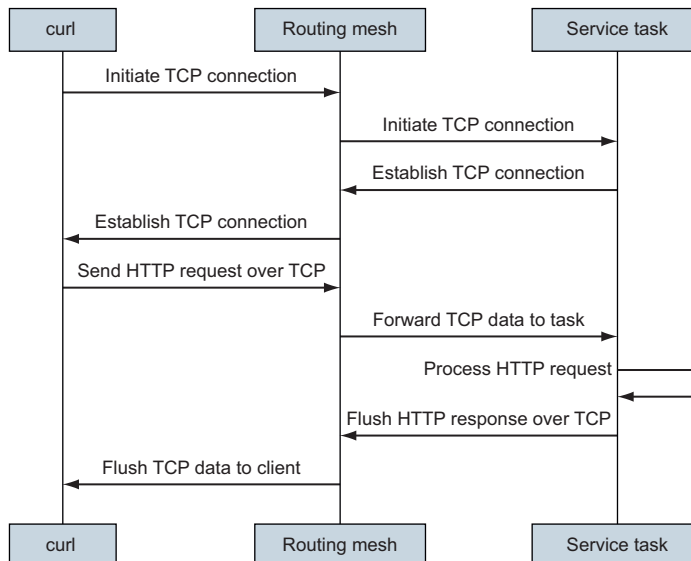 curl
Routing mesh
Service task
Initiate TCP connection
Initiate TCP connection
Establish TCP connection
Establish TCP connection
Send HTTP request over TCP
Forward TCP data to task
Process HTTP request
Flush HTTP response over TCP
Flush TCP data to client
curl
Routing mesh
Service task